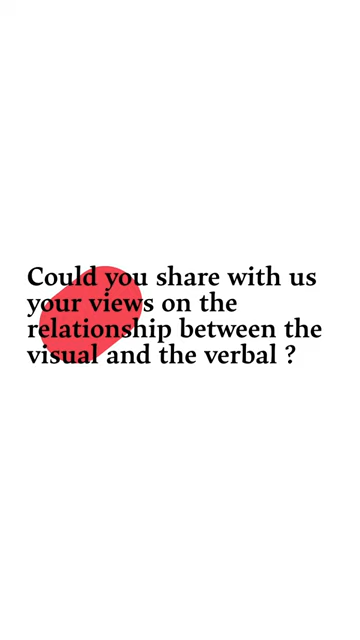 Could you share with us
your views on the
relationship between the
visual and the verbal ?